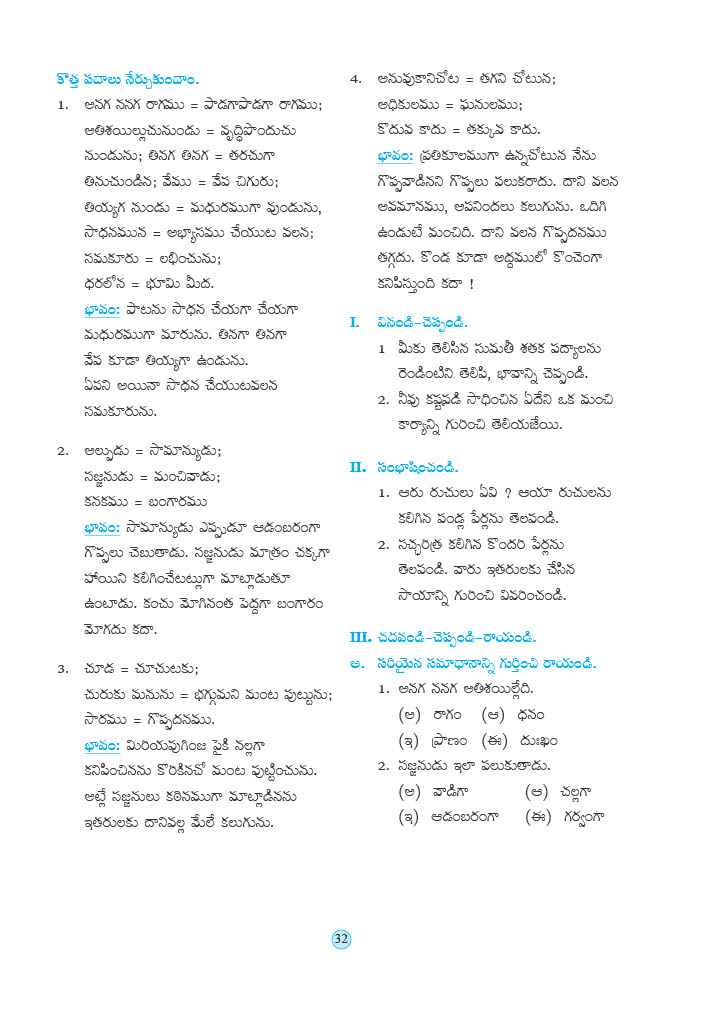 కొత్త పదాలు నేర్చుకుందాం.
1. అనగ ననగ రాగము = పాడగాపాడగా రాగము;
అతిశయిల్లుచునుండు = వృద్ధిపొందుచు
నుండును; తినగ తినగ = తరచుగా
తినుచుండిన; వేము = వేప చిగురు;
తియ్యగ నుండు = మధురముగా వుండును,
సాధనమున = అభ్యాసము చేయుట వలన;
సమకూరు = లభించును;
ధరలోన = భూమి మీద.
భావం: పాటను సాధన చేయగా చేయగా
మధురముగా మారును. తినగా తినగా
వేప కూడా తియ్యగా ఉండును.
ఏపని అయినా సాధన చేయుటవలన
సమకూరును.
2. అల్పుడు = సామాన్యుడు;
సజ్జనుడు = మంచివాడు;
కనకము = బంగారము
భావం: సామాన్యుడు ఎప్పుడూ ఆడంబరంగా
గొప్పలు చెబుతాడు. సజ్జనుడు మాత్రం చక్కగా
హాయిని కలిగించేటట్లుగా మాట్లాడుతూ
ఉంటాడు. కంచు మోగినంత పెద్దగా బంగారం
మోగదు కదా.
3. చూడ = చూచుటకు;
చురుకు మనును = భగ్గుమని మంట పుట్టును;
సారము = గొప్పదనము.
భావం: మిరియపుగింజ పైకి నల్లగా
కనిపించినను కొరికినచో మంట పుట్టించును.
అట్లే సజ్జనులు కఠినముగా మాట్లాడినను
ఇతరులకు దానివల్ల మేలే కలుగును.
4. అనువుకానిచోట = తగని చోటున;
అధికులము = ఘనులము;
కొదువ కాదు = తక్కువ కాదు.
భావం: ప్రతికూలముగా ఉన్నచోటున నేను
గొప్పవాడినని గొప్పలు పలుకరాదు. దాని వలన
అవమానము, అపనిందలు కలుగును. ఒదిగి
ఉండుటే మంచిది. దాని వలన గొప్పదనము
తగ్గదు. కొండ కూడా అద్దములో కొంచెంగా
కనిపిస్తుంది కదా !
I. వినండి-చెప్పండి.
1 మీకు తెలిసిన సుమతీ శతక పద్యాలను
రెండింటిని తెలిపి, భావాన్ని చెప్పండి.
2. నీవు కష్టపడి సాధించిన ఏదేని ఒక మంచి
కార్యాన్ని గురించి తెలియజేయి.
II. సంభాషించండి.
1. ఆరు రుచులు ఏవి ? ఆయా రుచులను
కలిగిన పండ్ల పేర్లను తెలపండి.
2. సచ్ఛరిత్ర కలిగిన కొందరి పేర్లను
తెలపండి. వారు ఇతరులకు చేసిన
సాయాన్ని గురించి వివరించండి.
III. చదవండి-చెప్పండి-రాయండి.
అ. సరియైన సమాధానాన్ని గుర్తించి రాయండి.
1. అనగ ననగ అతిశయిల్లేది.
(అ) రాగం (ఆ) ధనం
(ఇ) ప్రాణం (ఈ) దుఃఖం
2. సజ్జనుడు ఇలా పలుకుతాడు.
(అ) వాడిగా (ఆ) చల్లగా
(ఇ) ఆడంబరంగా (ఈ) గర్వంగా
32